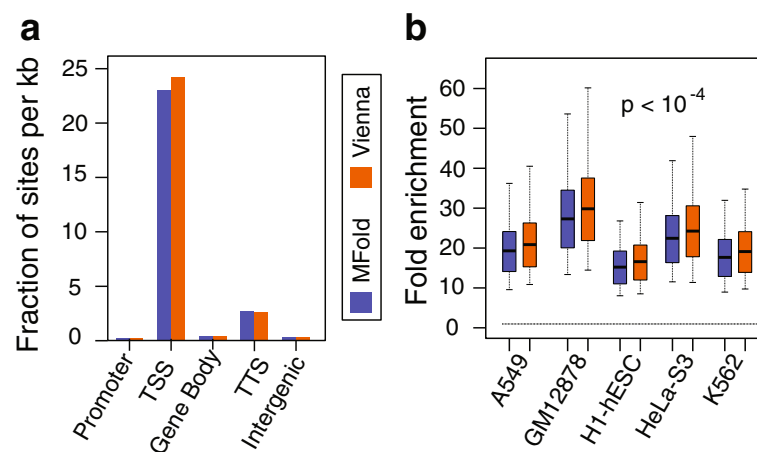 a
Fraction of sites per kb
25
20
15
10
5
0
Promoter
TSS
Gene Body
TTS
Intergenic
MFold
Vienna
b
Fold enrichment
60
50
40
30
20
10
0
p < 10⁻⁴
A549
GM12878
H1-hESC
HeLa-S3
K562